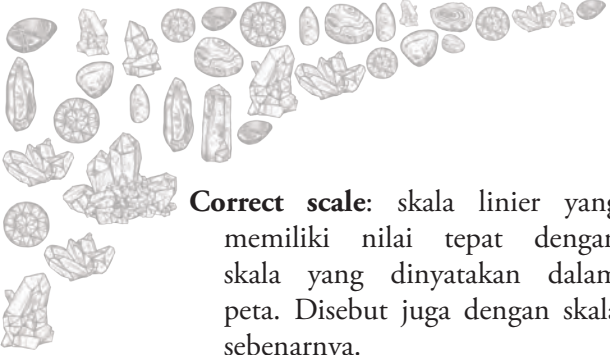 Correct scale: skala linier yang
memiliki nilai tepat dengan
skala yang dinyatakan dalam
peta. Disebut juga dengan skala
sebenarnya.